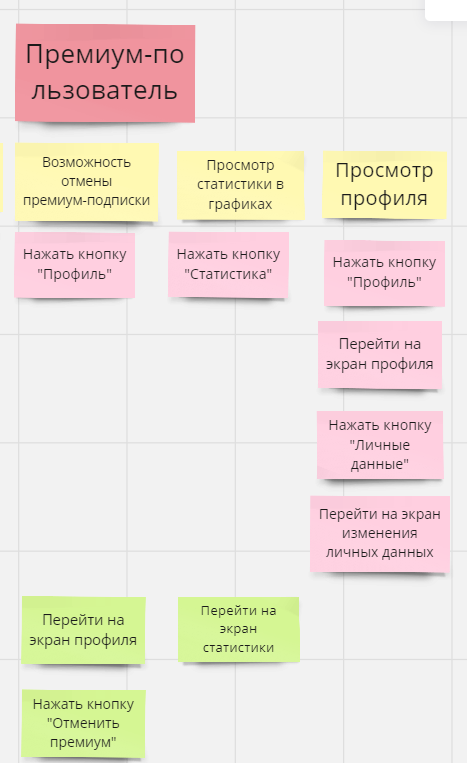 Премиум-по
льзователь
Возможность
отмены
премиум-подписки
Просмотр
статистики в
графиках
Просмотр
профиля
Нажать кнопку
"Профиль"
Нажать кнопку
"Статистика"
Нажать кнопку
"Профиль"
Перейти на
экран профиля
Нажать кнопку
"Личные
данные"
Перейти на экран
изменения
личных данных
Перейти на
экран профиля
Перейти на
экран
статистики
Нажать кнопку
"Отменить
премиум"